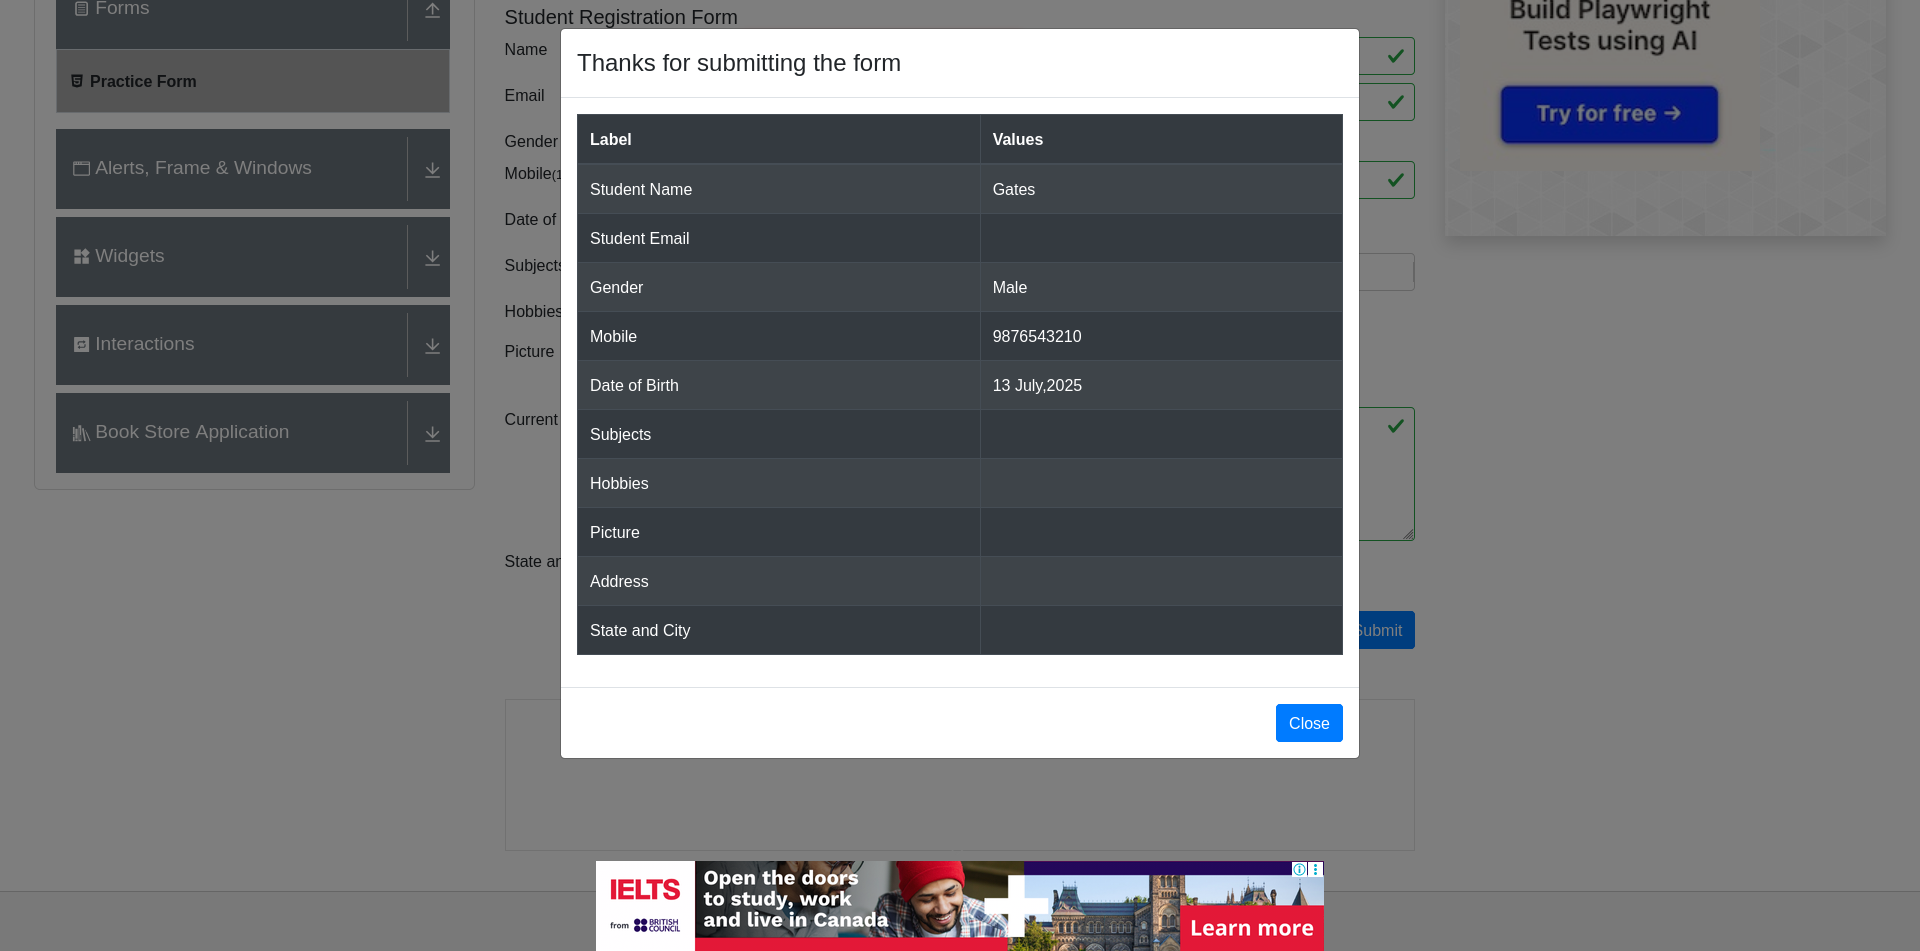 Forms
Practice Form
Alerts, Frame & Windows
Widgets
Interactions
Book Store Application
Student Registration Form
Name
Email
Gender
Mobile(1
Date of
Subjects
Hobbies
Picture
Current
State an
Submit
Thanks for submitting the form
Label Values
Student Name Gates
Student Email
Gender Male
Mobile 9876543210
Date of Birth 13 July,2025
Subjects
Hobbies
Picture
Address
State and City
Close
Build Playwright
Tests using AI
Try for free →
IELTS
from BRITISH COUNCIL
Open the doors
to study, work
and live in Canada
Learn more